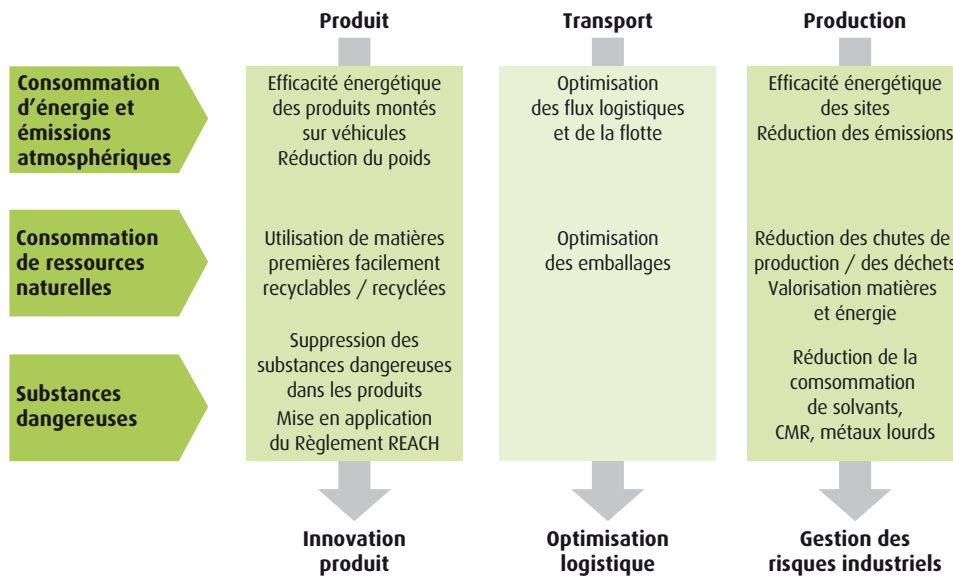 Produit
Transport
Production
Consommation
d'énergie et
émissions
atmosphériques
Efficacité énergétique
des produits montés
sur véhicules
Réduction du poids
Optimisation
des flux logistiques
et de la flotte
Efficacité énergétique
des sites
Réduction des émissions
Consommation
de ressources
naturelles
Utilisation de matières
premières facilement
recyclables / recyclées
Optimisation
des emballages
Réduction des chutes de
production / des déchets
Valorisation matières
et énergie
Substances
dangereuses
Suppression des
substances dangereuses
dans les produits
Mise en application
du Règlement REACH
Réduction de la
comsommation
de solvants,
CMR, métaux lourds
Innovation
produit
Optimisation
logistique
Gestion des
risques industriels